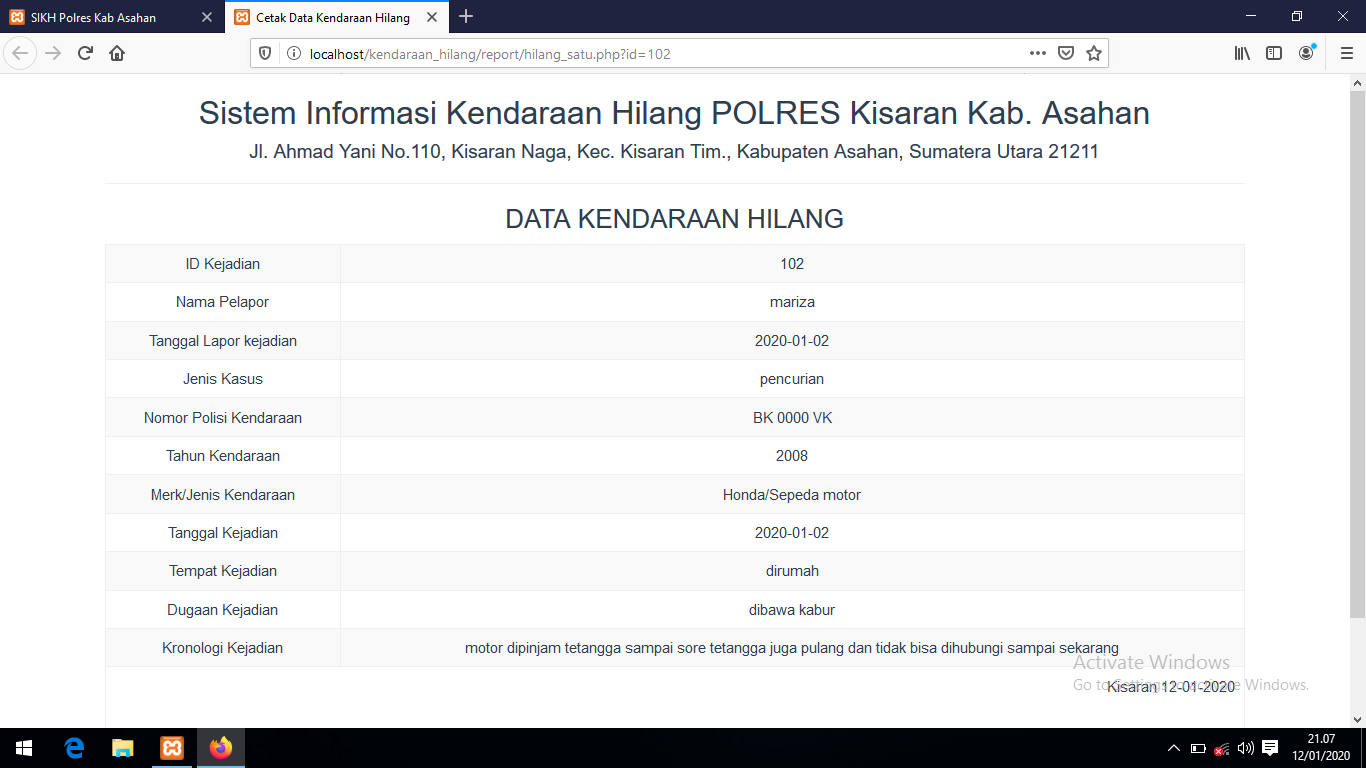 SIKH Polres Kab Asahan
Cetak Data Kendaraan Hilang
localhost/kendaraan_hilang/report/hilang_satu.php?id=102
Sistem Informasi Kendaraan Hilang POLRES Kisaran Kab. Asahan
Jl. Ahmad Yani No.110, Kisaran Naga, Kec. Kisaran Tim., Kabupaten Asahan, Sumatera Utara 21211
DATA KENDARAAN HILANG
ID Kejadian 102
Nama Pelapor mariza
Tanggal Lapor kejadian 2020-01-02
Jenis Kasus pencurian
Nomor Polisi Kendaraan BK 0000 VK
Tahun Kendaraan 2008
Merk/Jenis Kendaraan Honda/Sepeda motor
Tanggal Kejadian 2020-01-02
Tempat Kejadian dirumah
Dugaan Kejadian dibawa kabur
Kronologi Kejadian motor dipinjam tetangga sampai sore tetangga juga pulang dan tidak bisa dihubungi sampai sekarang
Activate Windows
Go to Settings to activate Windows.
Kisaran 12-01-2020
21.07
12/01/2020